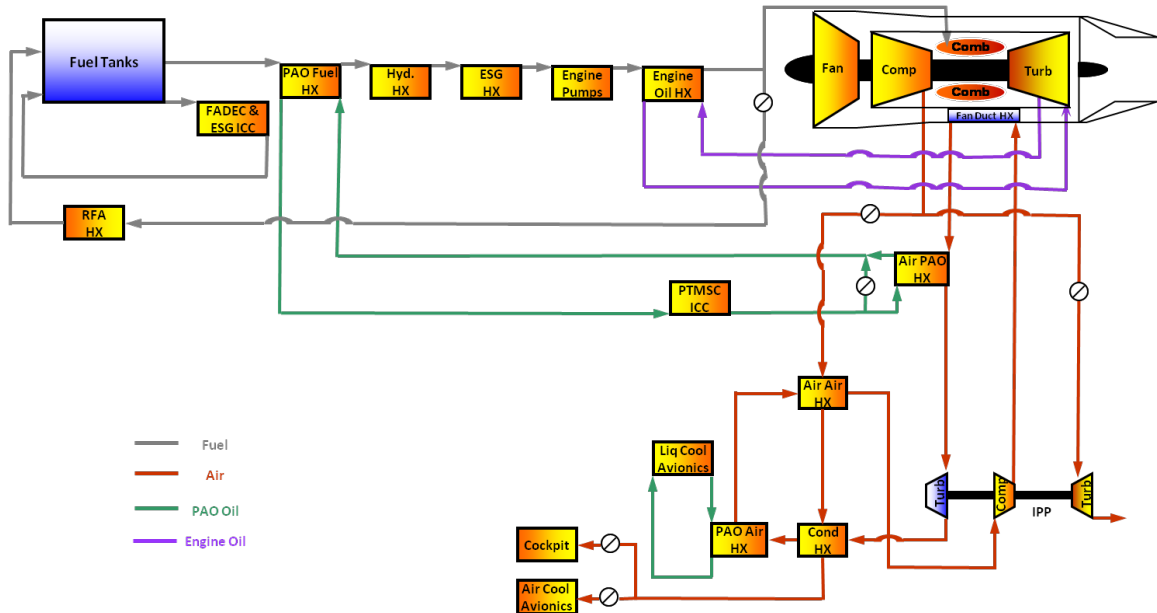 Fuel Tanks
PAO Fuel
HX
Hyd.
HX
ESG
HX
Engine
Pumps
Engine
Oil HX
Fan
Comp
Comb
Comb
Turb
Fan Duct HX
FADEC &
ESG ICC
RFA
HX
Air PAO
HX
PTMSC
ICC
Air Air
HX
Fuel
Air
PAO Oil
Engine Oil
Liq Cool
Avionics
PAO Air
HX
Cond
HX
Turb
Comp
IPP
Turb
Cockpit
Air Cool
Avionics